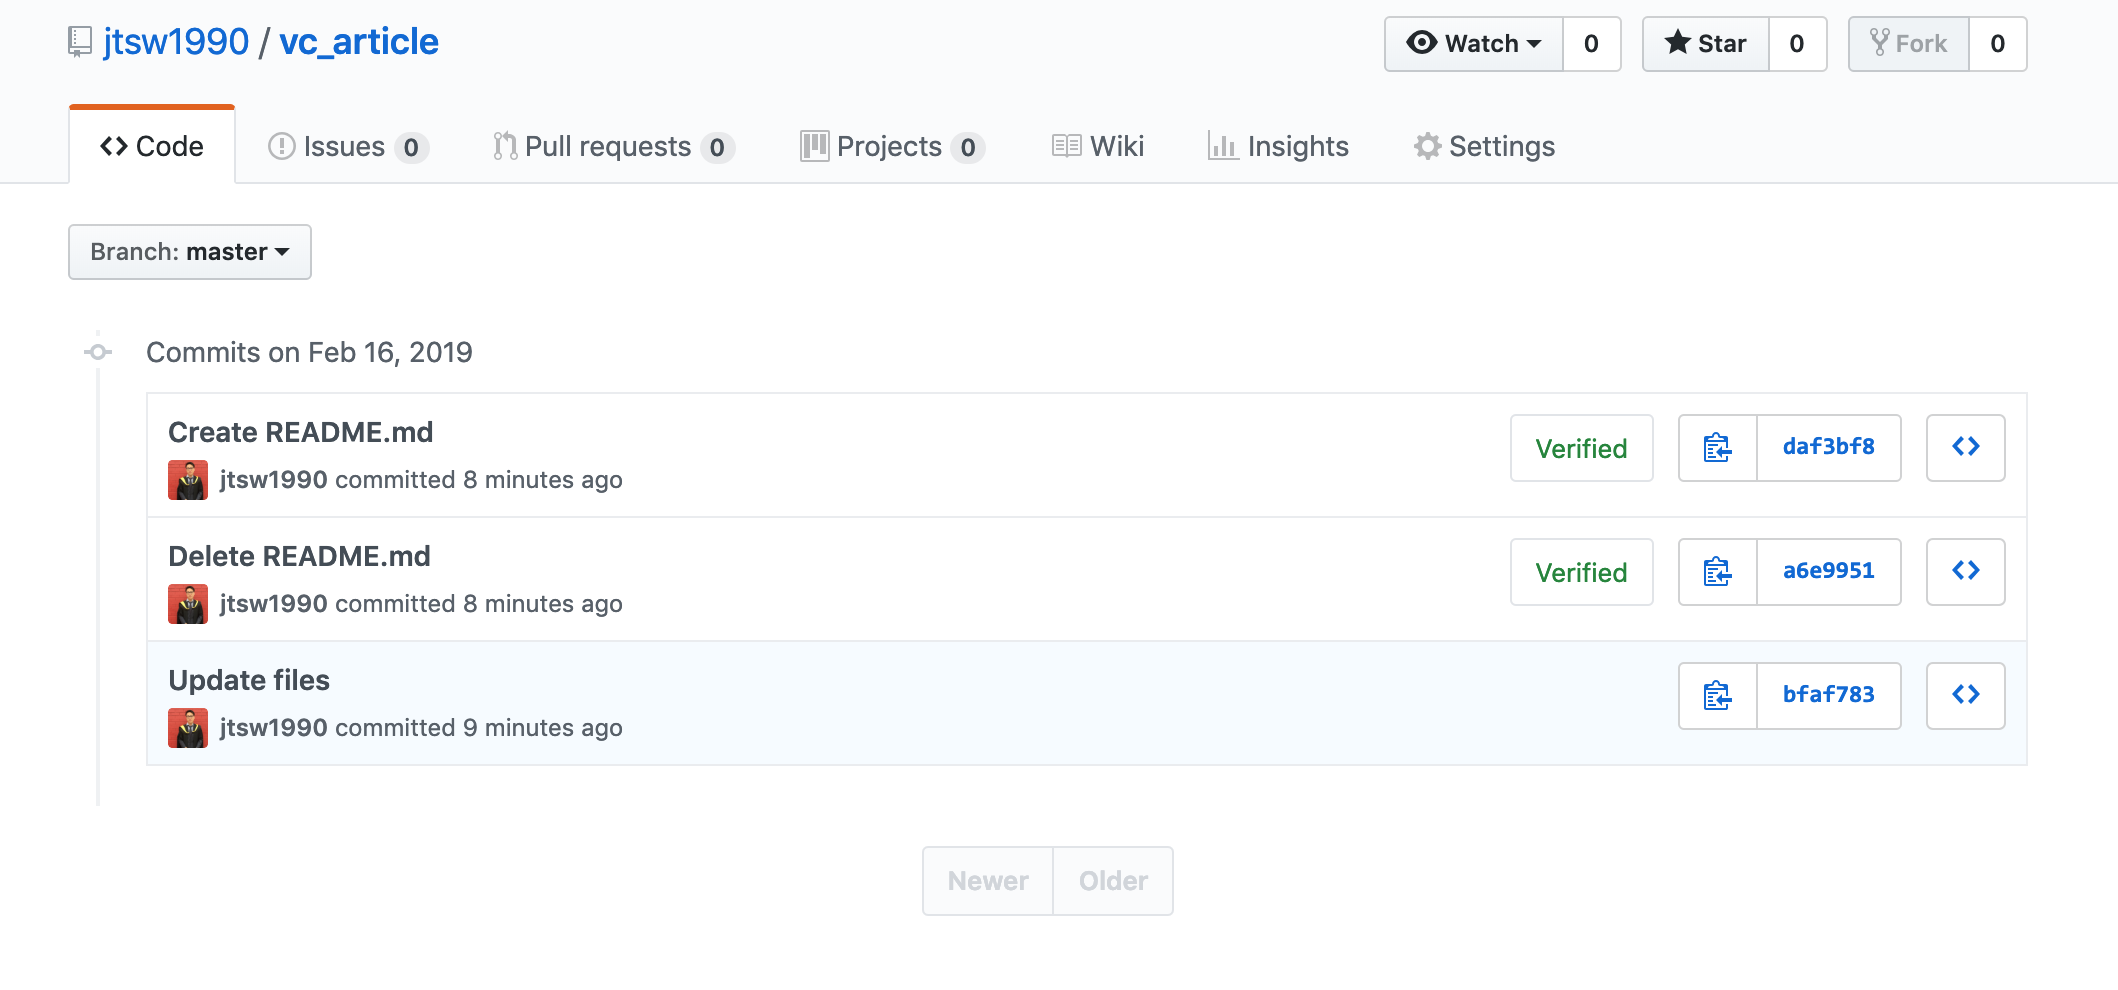 jtsw1990 / vc_article
Watch 0 Star 0 Fork 0
Code Issues 0 Pull requests 0 Projects 0 Wiki Insights Settings
Branch: master
Commits on Feb 16, 2019
Create README.md
jtsw1990 committed 8 minutes ago
Verified daf3bf8
Delete README.md
jtsw1990 committed 8 minutes ago
Verified a6e9951
Update files
jtsw1990 committed 9 minutes ago
bfaf783
Newer Older